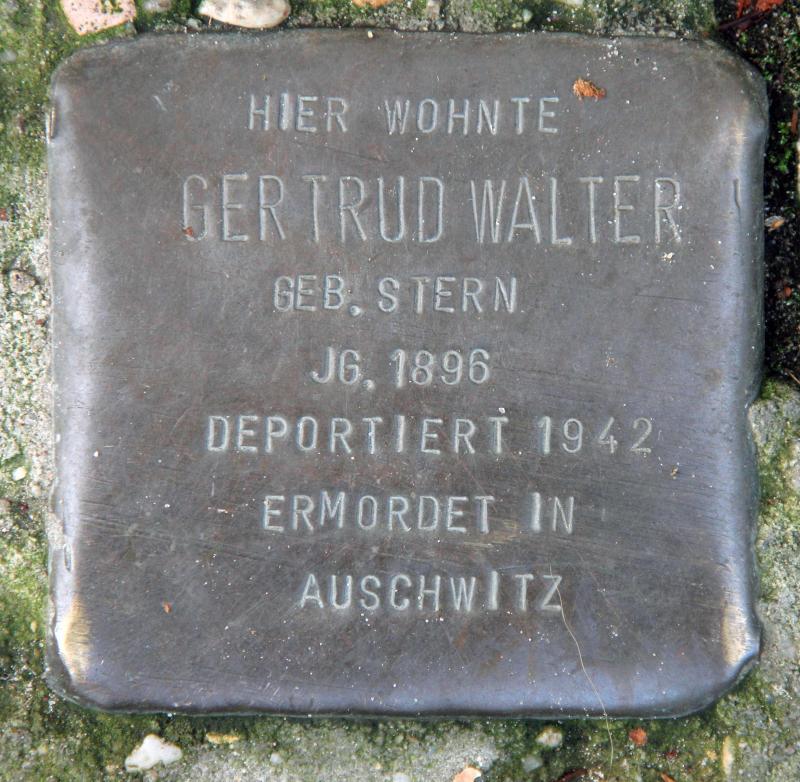 HIER WOHNTE
GERTRUD WALTER
GEB. STERN
JG. 1896
DEPORTIERT 1942
ERMORDET IN
AUSCHWITZ